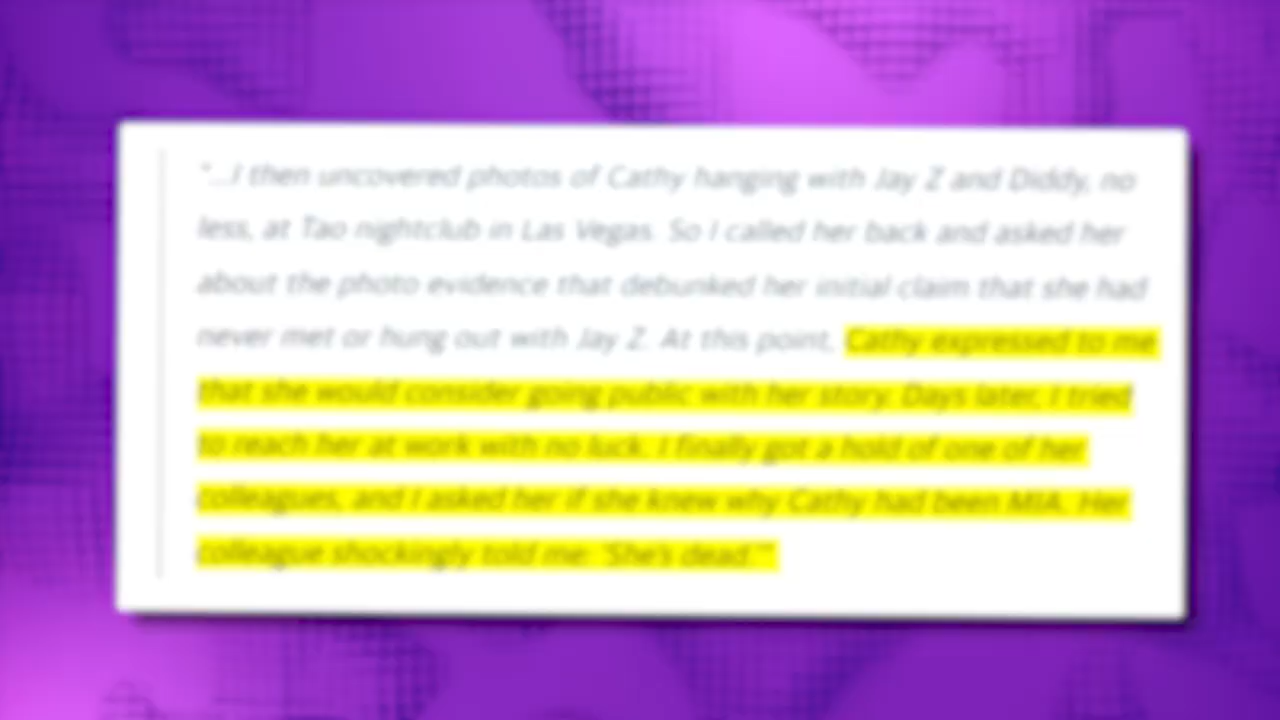 "...I then uncovered photos of Cathy hanging with Jay Z and Diddy, no
less, at Tao nightclub in Las Vegas. So I called her back and asked her
about the photo evidence that debunked her initial claim that she had
never met or hung out with Jay Z. At this point, Cathy expressed to me
that she would consider going public with her story. Days later, I tried
to reach her at work with no luck. I finally got a hold of one of her
colleagues, and I asked her if she knew why Cathy had been MIA. Her
colleague shockingly told me: 'She's dead.'"